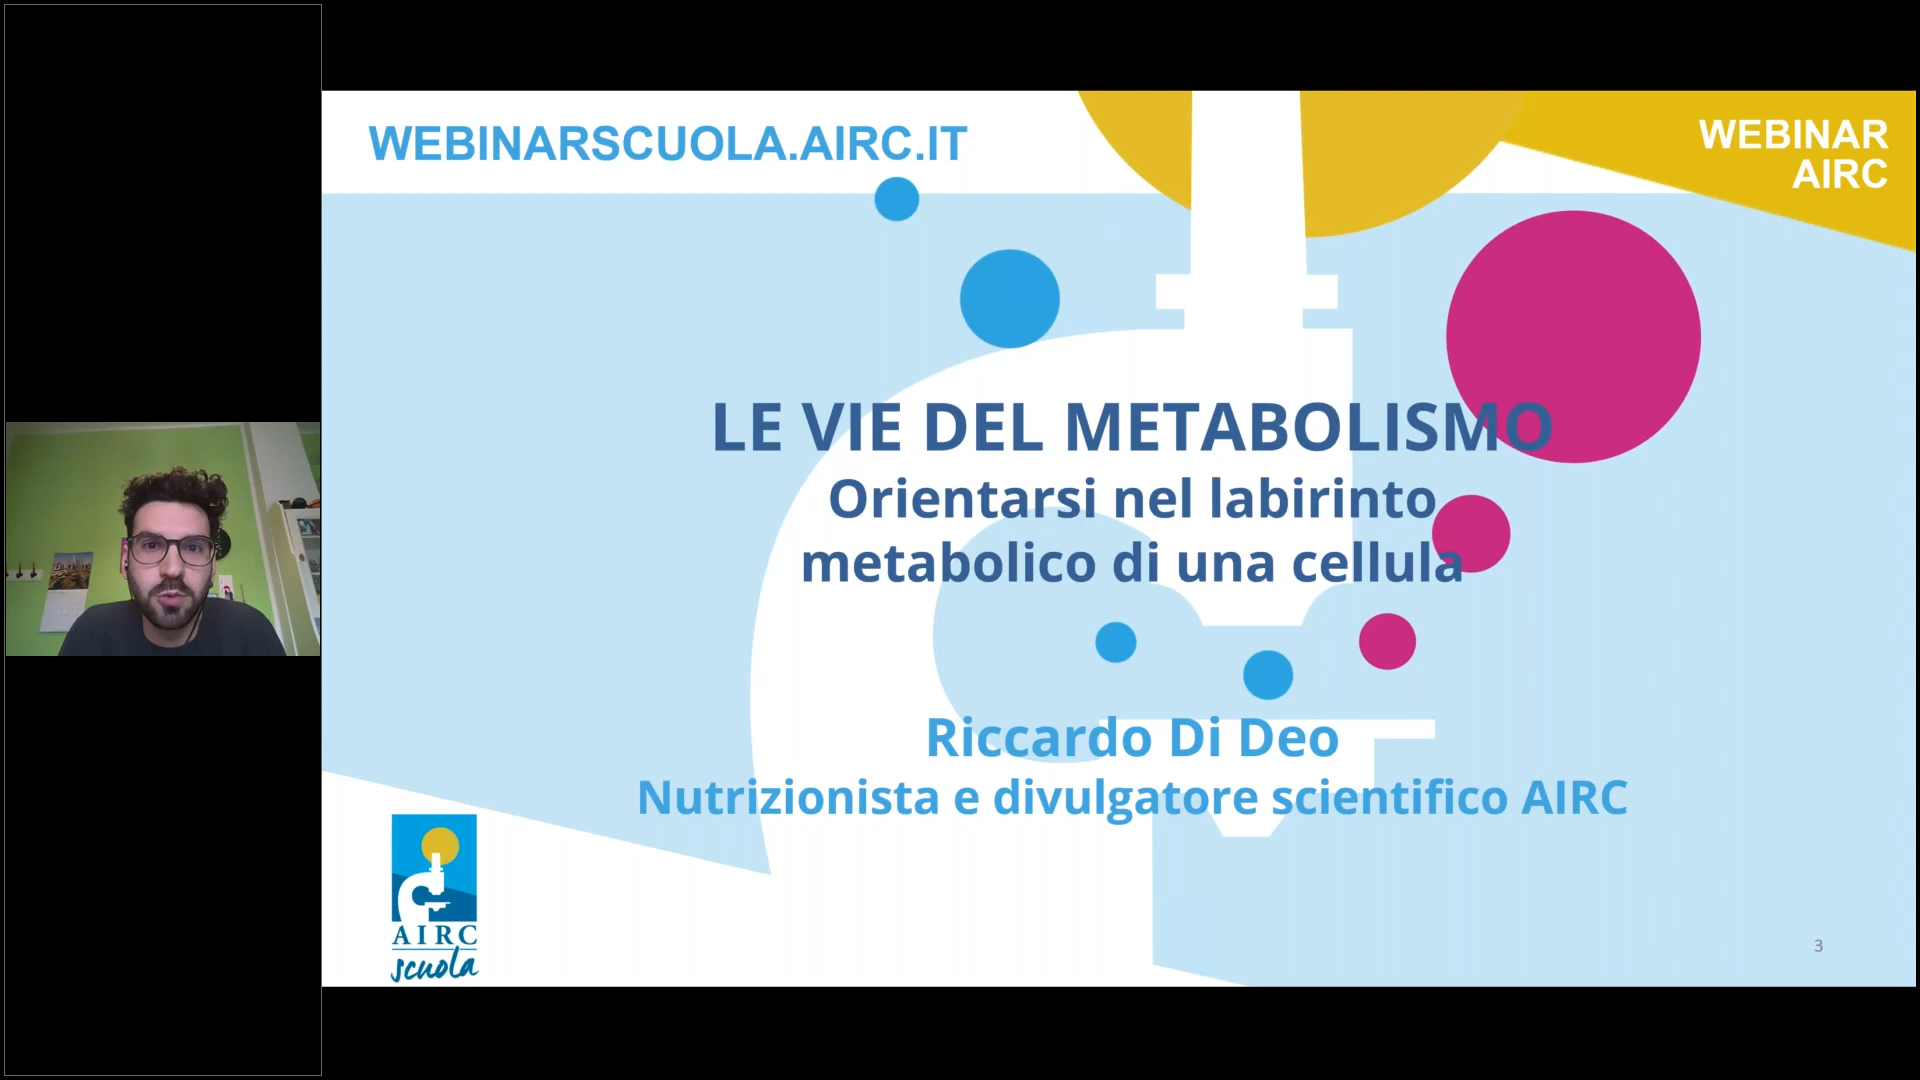 WEBINARSCUOLA.AIRC.IT
WEBINAR
AIRC
LE VIE DEL METABOLISMO
Orientarsi nel labirinto
metabolico di una cellula
Riccardo Di Deo
Nutrizionista e divulgatore scientifico AIRC
AIRC
scuola
3